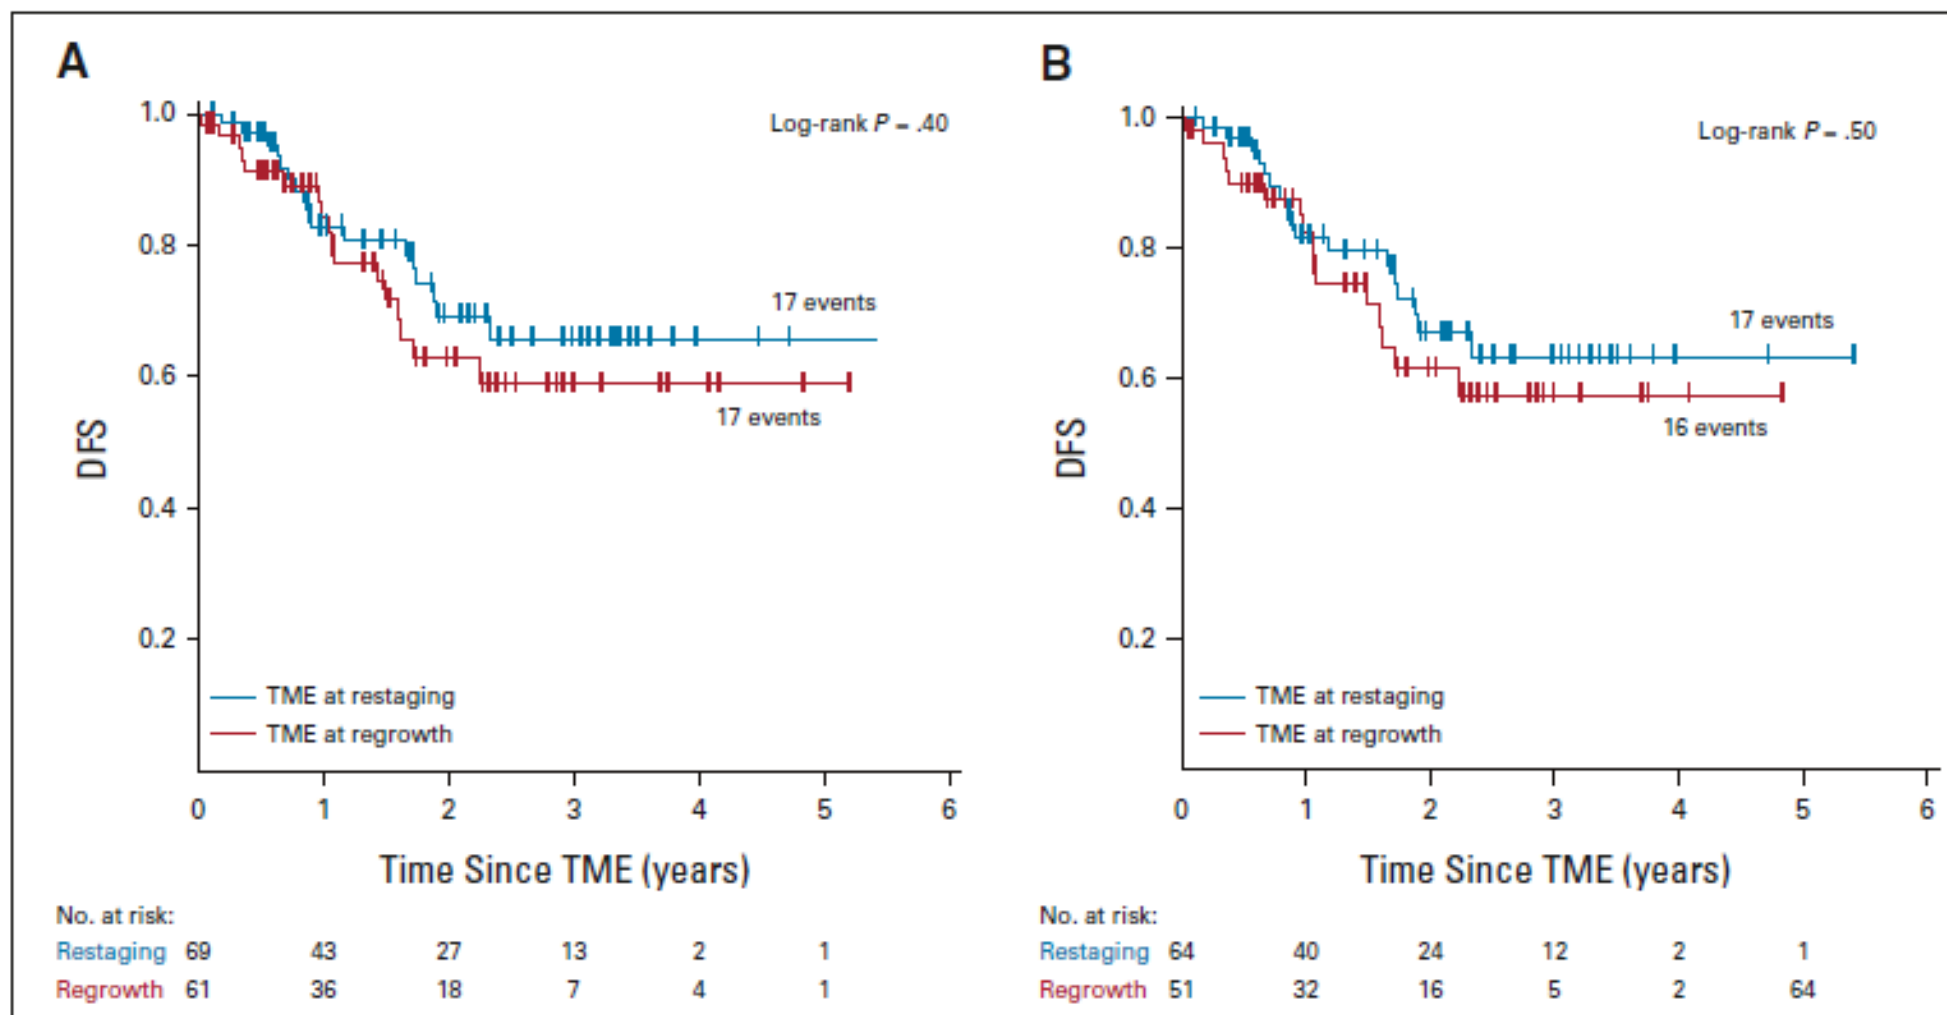 A
1.0
0.8
0.6
0.4
0.2
DFS
Log-rank P = .40
17 events
17 events
TME at restaging
TME at regrowth
0 1 2 3 4 5 6
Time Since TME (years)
No. at risk:
Restaging 69 43 27 13 2 1
Regrowth 61 36 18 7 4 1
B
1.0
0.8
0.6
0.4
0.2
DFS
Log-rank P = .50
17 events
16 events
TME at restaging
TME at regrowth
0 1 2 3 4 5 6
Time Since TME (years)
No. at risk:
Restaging 64 40 24 12 2 1
Regrowth 51 32 16 5 2 64